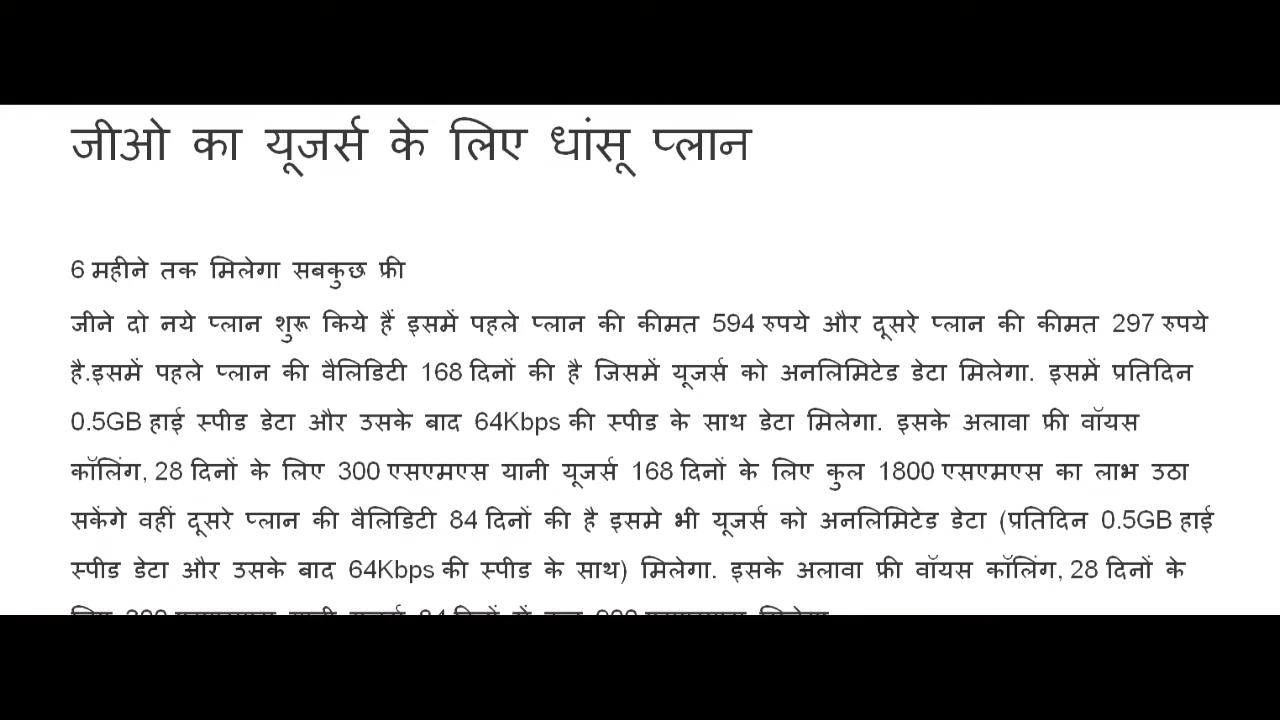 जीओ का यूजर्स के लिए धांसू प्लान
6 महीने तक मिलेगा सबकुछ फ्री
जीने दो नये प्लान शुरू किये हैं इसमें पहले प्लान की कीमत 594 रुपये और दूसरे प्लान की कीमत 297 रुपये
है.इसमें पहले प्लान की वैलिडिटी 168 दिनों की है जिसमें यूजर्स को अनलिमिटेड डेटा मिलेगा. इसमें प्रतिदिन
0.5GB हाई स्पीड डेटा और उसके बाद 64Kbps की स्पीड के साथ डेटा मिलेगा. इसके अलावा फ्री वॉयस
कॉलिंग, 28 दिनों के लिए 300 एसएमएस यानी यूजर्स 168 दिनों के लिए कुल 1800 एसएमएस का लाभ उठा
सकेंगे वहीं दूसरे प्लान की वैलिडिटी 84 दिनों की है इसमे भी यूजर्स को अनलिमिटेड डेटा (प्रतिदिन 0.5GB हाई
स्पीड डेटा और उसके बाद 64Kbps की स्पीड के साथ) मिलेगा. इसके अलावा फ्री वॉयस कॉलिंग, 28 दिनों के